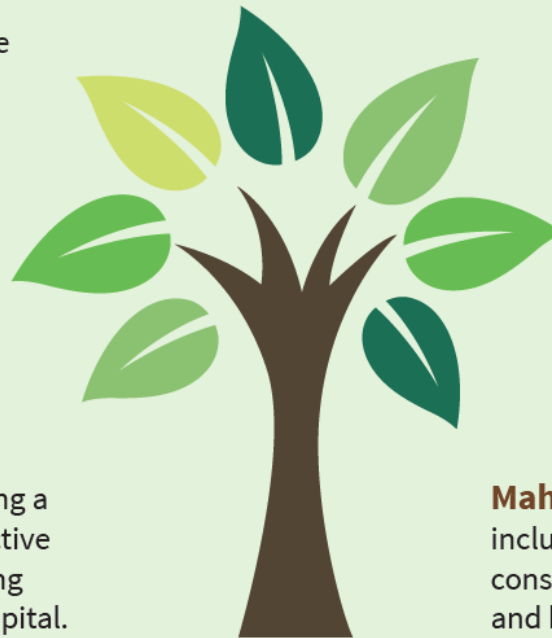 e
ng a
tive
ng
pital.
Mah
inclu
cons
and